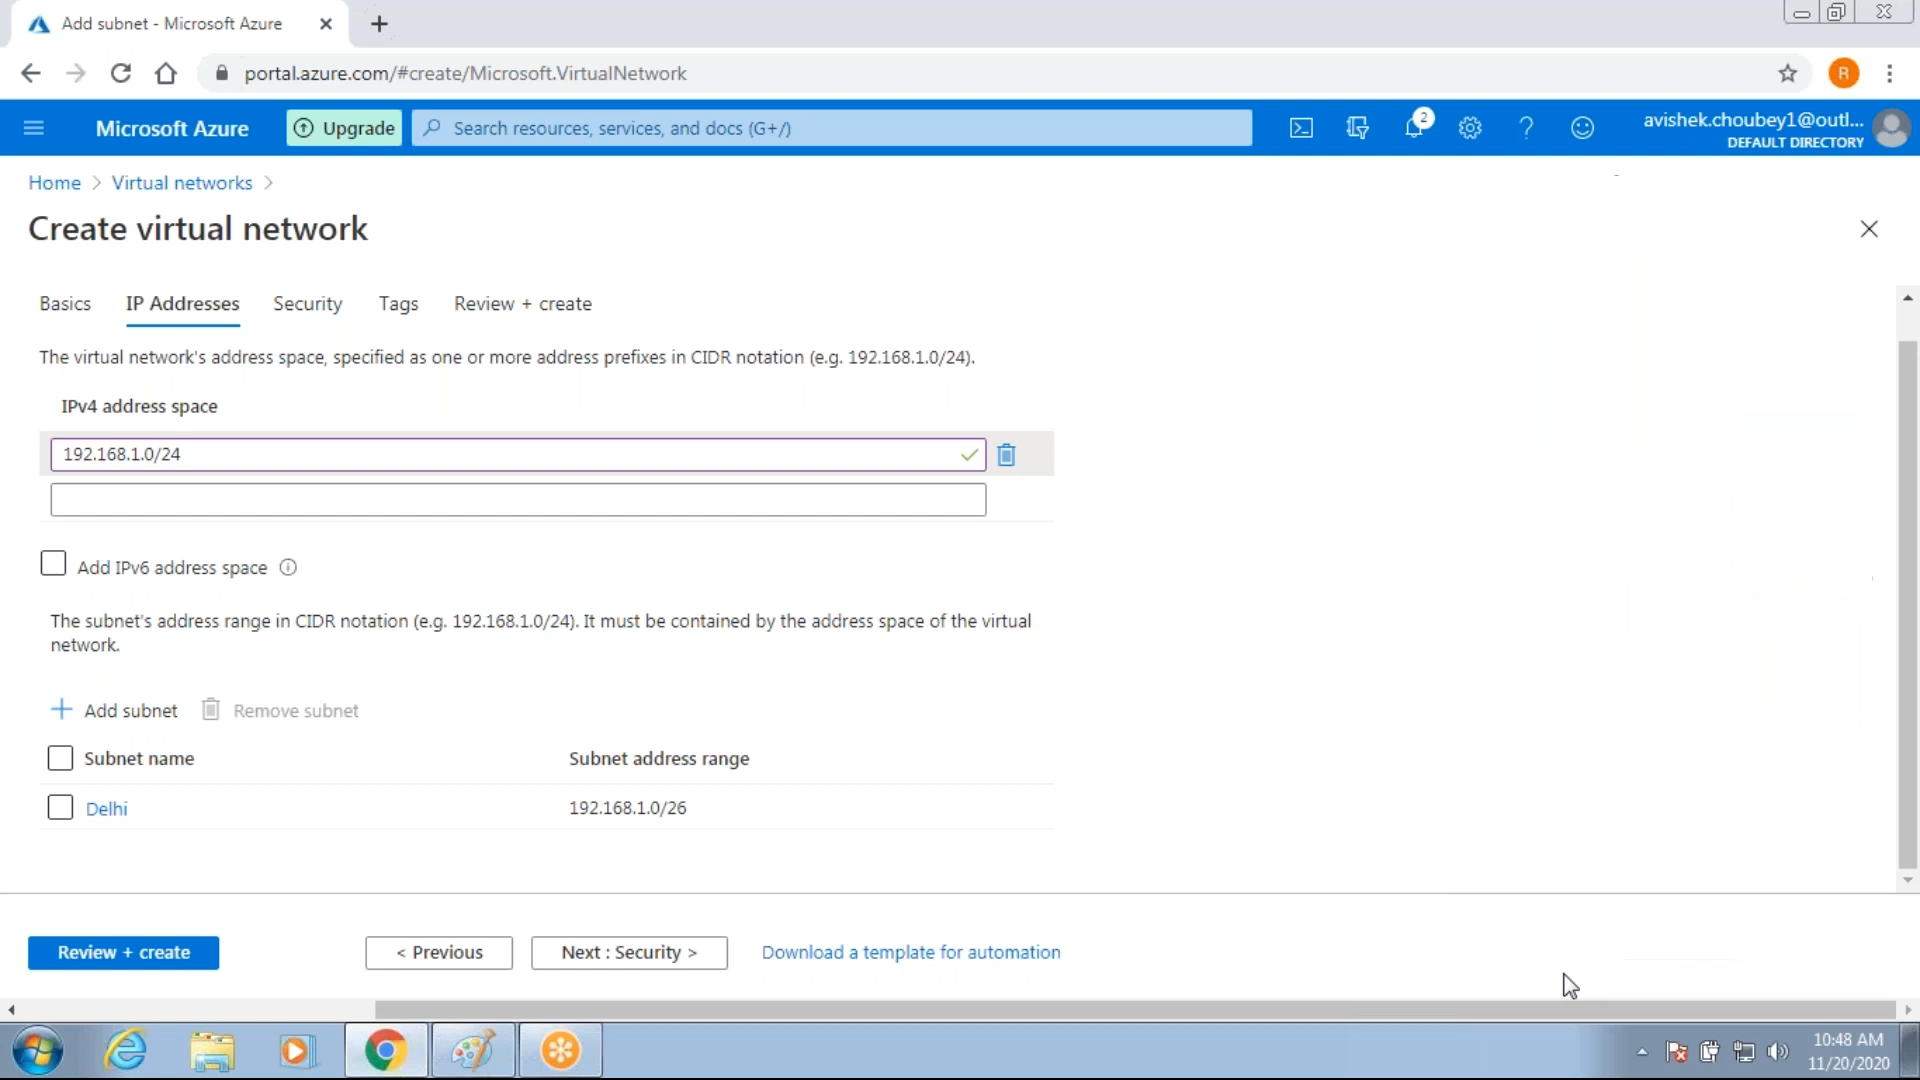 Add subnet - Microsoft Azure
portal.azure.com/#create/Microsoft.VirtualNetwork
R
Microsoft Azure
Upgrade
Search resources, services, and docs (G+/)
2
avishek.choubey1@outl...
DEFAULT DIRECTORY
Home > Virtual networks >
Create virtual network
Basics IP Addresses Security Tags Review + create
The virtual network's address space, specified as one or more address prefixes in CIDR notation (e.g. 192.168.1.0/24).
IPv4 address space
192.168.1.0/24
Add IPv6 address space
The subnet's address range in CIDR notation (e.g. 192.168.1.0/24). It must be contained by the address space of the virtual
network.
+ Add subnet Remove subnet
Subnet name Subnet address range
Delhi 192.168.1.0/26
Review + create < Previous Next : Security > Download a template for automation
10:48 AM
11/20/2020